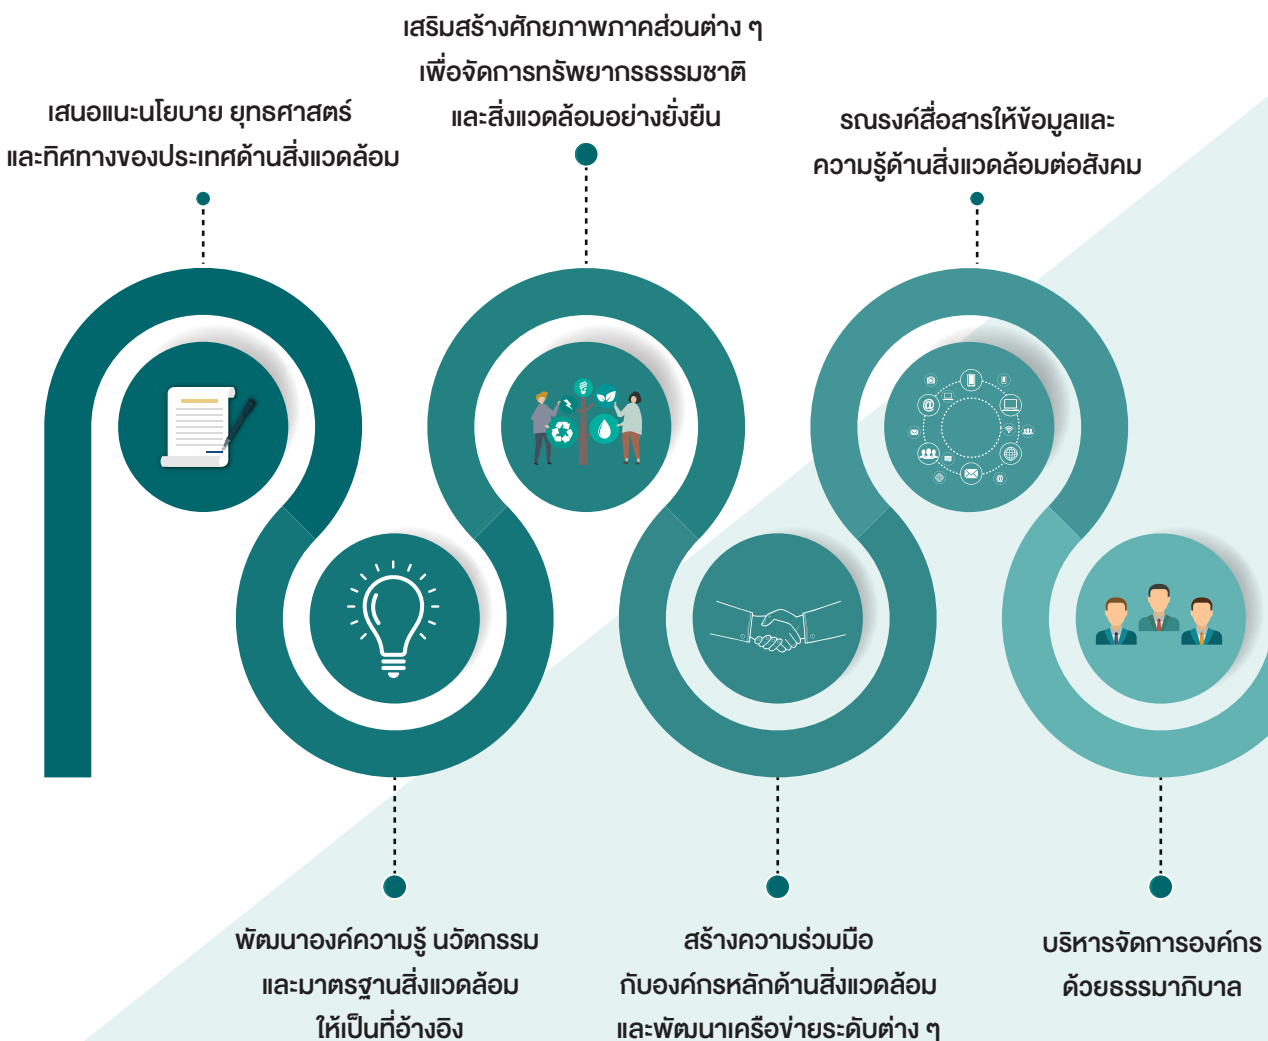 เสนอแนะนโยบาย ยุทธศาสตร์
และทิศทางของประเทศด้านสิ่งแวดล้อม
พัฒนาองค์ความรู้ นวัตกรรม
และมาตรฐานสิ่งแวดล้อม
ให้เป็นที่อ้างอิง
เสริมสร้างศักยภาพภาคส่วนต่าง ๆ
เพื่อจัดการทรัพยากรธรรมชาติ
และสิ่งแวดล้อมอย่างยั่งยืน
สร้างความร่วมมือ
กับองค์กรหลักด้านสิ่งแวดล้อม
และพัฒนาเครือข่ายระดับต่าง ๆ
รณรงค์สื่อสารให้ข้อมูลและ
ความรู้ด้านสิ่งแวดล้อมต่อสังคม
บริหารจัดการองค์กร
ด้วยธรรมาภิบาล